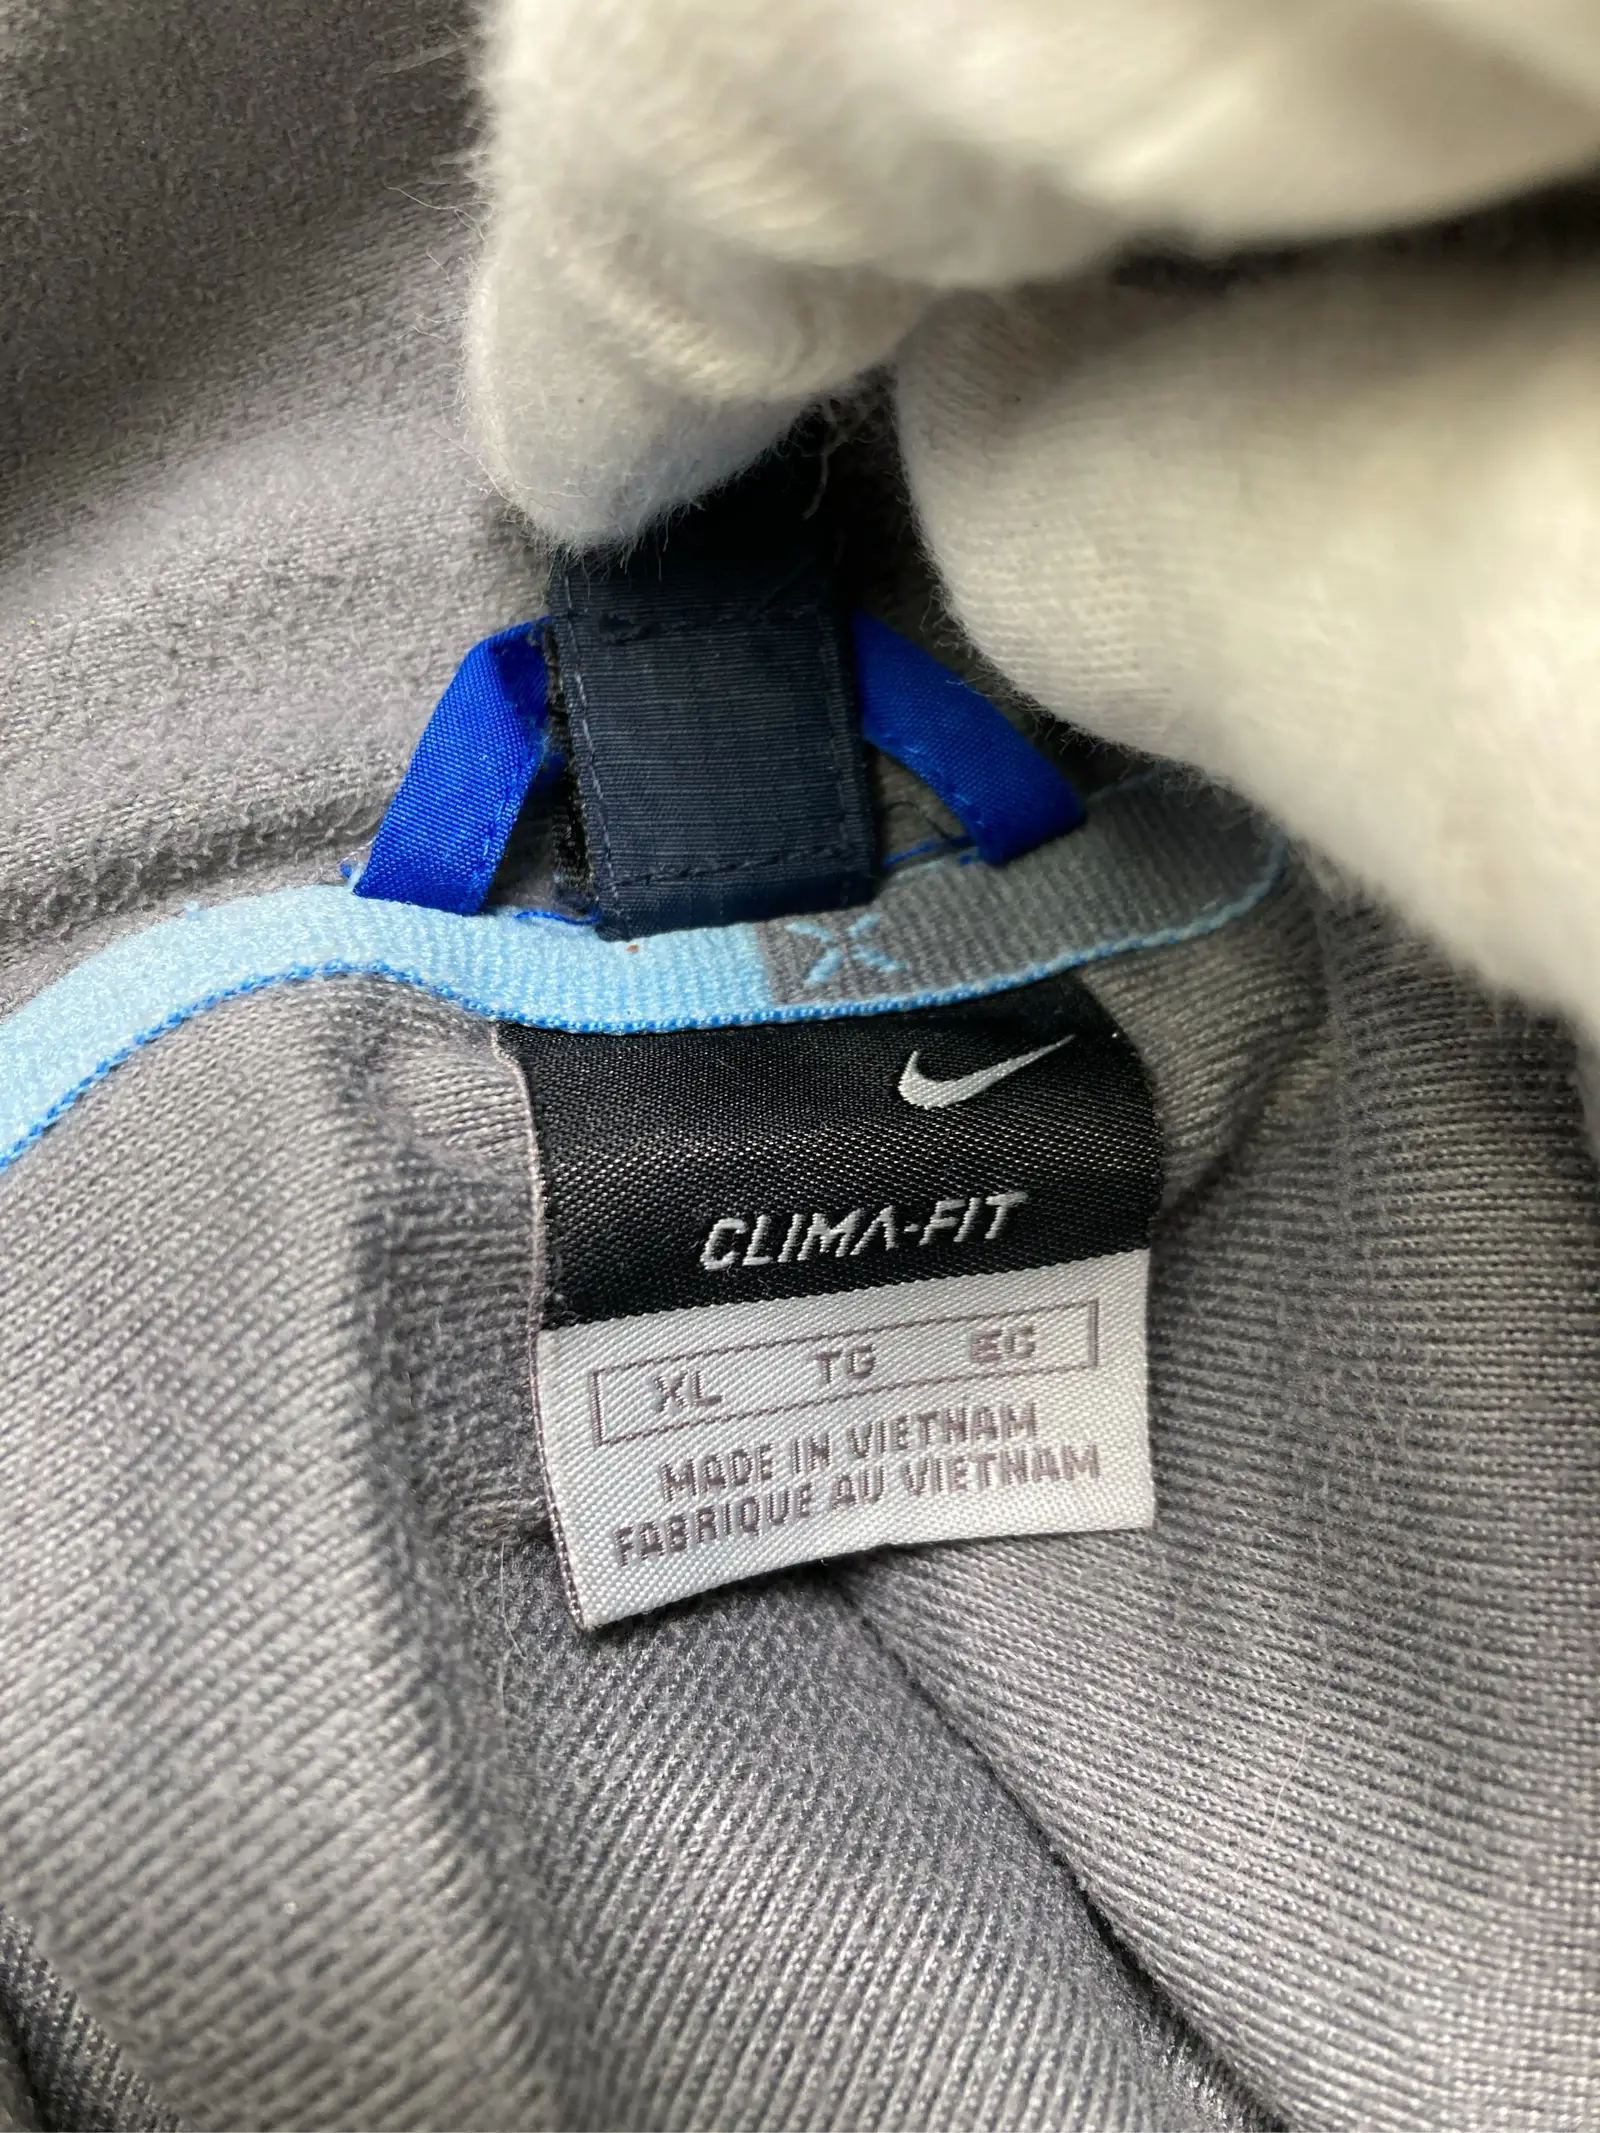 CLIMA-FIT
XL TG EG
MADE IN VIETNAM
FABRIQUE AU VIETNAM